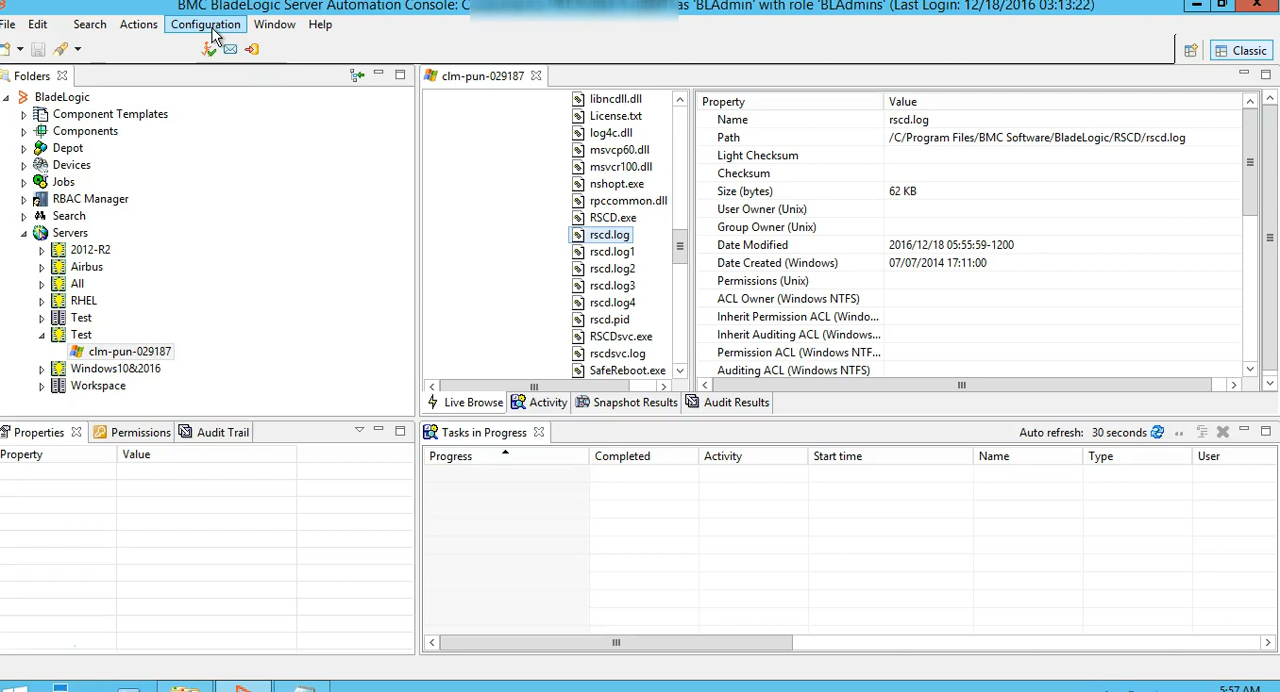 BMC BladeLogic Server Automation Console: as 'BLAdmin' with role 'BLAdmins' (Last Login: 12/18/2016 03:13:22)
File Edit Search Actions Configuration Window Help
Classic
Folders
clm-pun-029187
BladeLogic
Component Templates
Components
Depot
Devices
Jobs
RBAC Manager
Search
Servers
2012-R2
Airbus
All
RHEL
Test
Test
clm-pun-029187
Windows10&2016
Workspace
libncdll.dll
License.txt
log4c.dll
msvcp60.dll
msvcr100.dll
nshopt.exe
rpccommon.dll
RSCD.exe
rscd.log
rscd.log1
rscd.log2
rscd.log3
rscd.log4
rscd.pid
RSCDsvc.exe
rscdsvc.log
SafeReboot.exe
Property Value
Name rscd.log
Path /C/Program Files/BMC Software/BladeLogic/RSCD/rscd.log
Light Checksum
Checksum
Size (bytes) 62 KB
User Owner (Unix)
Group Owner (Unix)
Date Modified 2016/12/18 05:55:59-1200
Date Created (Windows) 07/07/2014 17:11:00
Permissions (Unix)
ACL Owner (Windows NTFS)
Inherit Permission ACL (Windo...
Inherit Auditing ACL (Windows...
Permission ACL (Windows NTF...
Auditing ACL (Windows NTFS)
Live Browse Activity Snapshot Results Audit Results
Properties Permissions Audit Trail
Property Value
Tasks in Progress Auto refresh: 30 seconds
Progress Completed Activity Start time Name Type User
5:57 AM